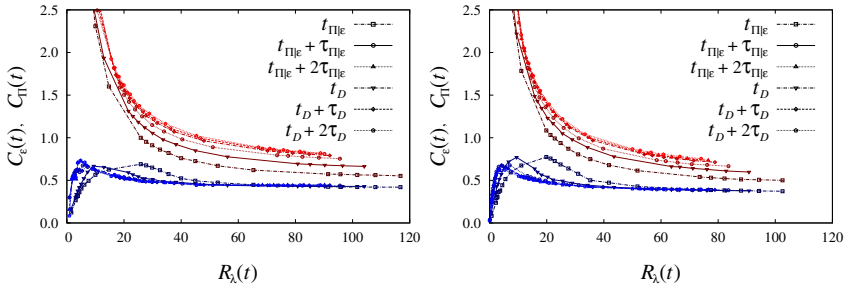 2.5
2.0
1.5
1.0
0.5
0.0
0
20
40
60
80
100
120
C_ε(t), C_Π(t)
R_λ(t)
t_Π|ε
t_Π|ε + τ_Π|ε
t_Π|ε + 2τ_Π|ε
t_D
t_D + τ_D
t_D + 2τ_D
2.5
2.0
1.5
1.0
0.5
0.0
0
20
40
60
80
100
120
C_ε(t), C_Π(t)
R_λ(t)
t_Π|ε
t_Π|ε + τ_Π|ε
t_Π|ε + 2τ_Π|ε
t_D
t_D + τ_D
t_D + 2τ_D